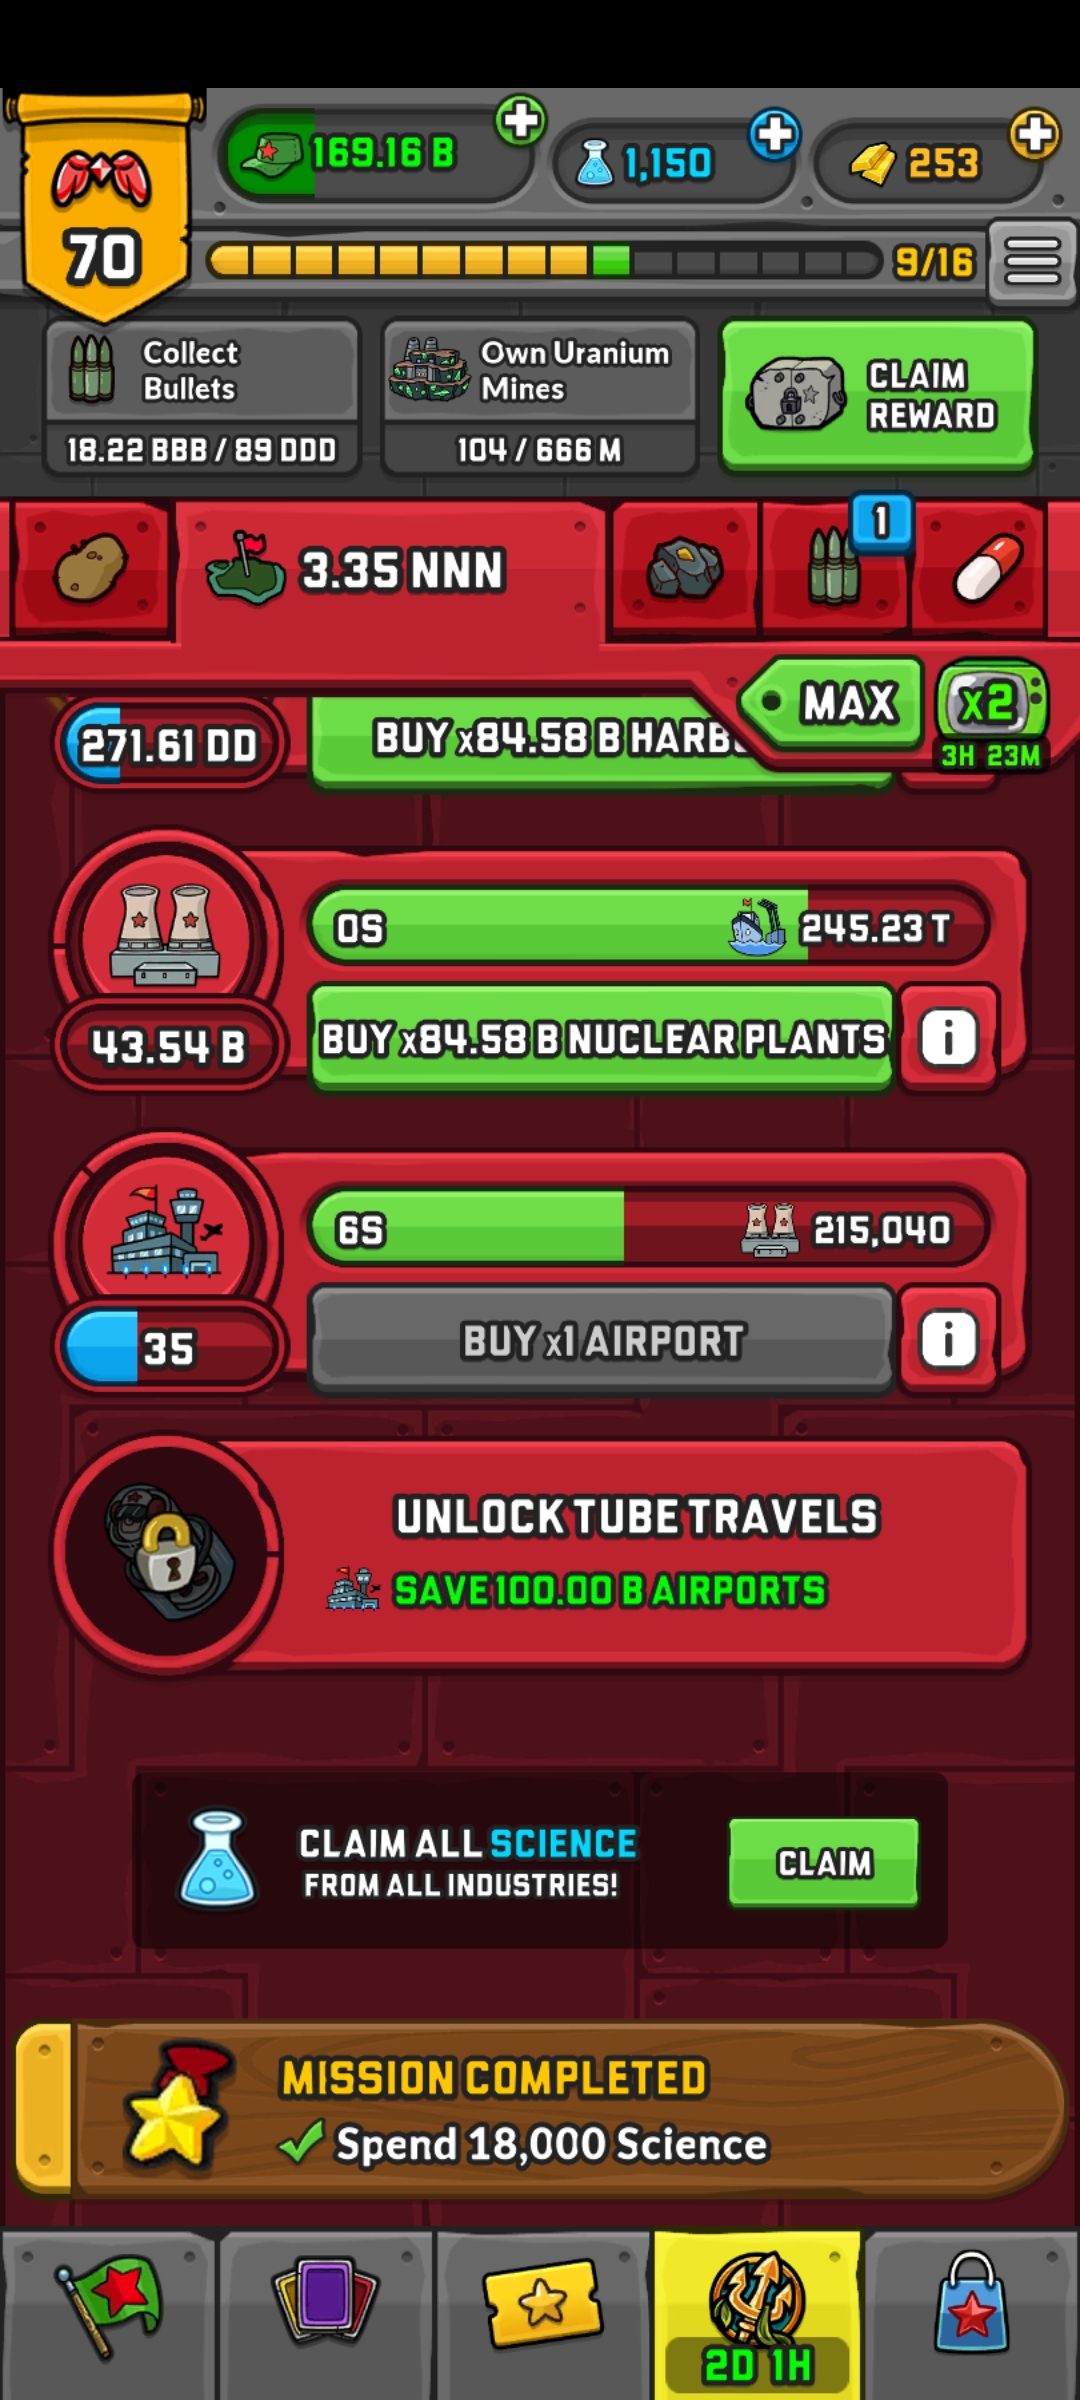 169.16 B
1,150
253
70
9/16
Collect
Bullets
18.22 BBB / 89 DDD
Own Uranium
Mines
104 / 666 M
CLAIM
REWARD
3.35 NNN
1
MAX
x2
3H 23M
271.61 DD
BUY x84.58 B
0S
245.23 T
43.54 B
BUY x84.58 B NUCLEAR PLANTS
i
6S
215,040
35
BUY x1 AIRPORT
i
UNLOCK TUBE TRAVELS
SAVE 100.00 B AIRPORTS
CLAIM ALL SCIENCE
FROM ALL INDUSTRIES!
CLAIM
MISSION COMPLETED
Spend 18,000 Science
2D 1H